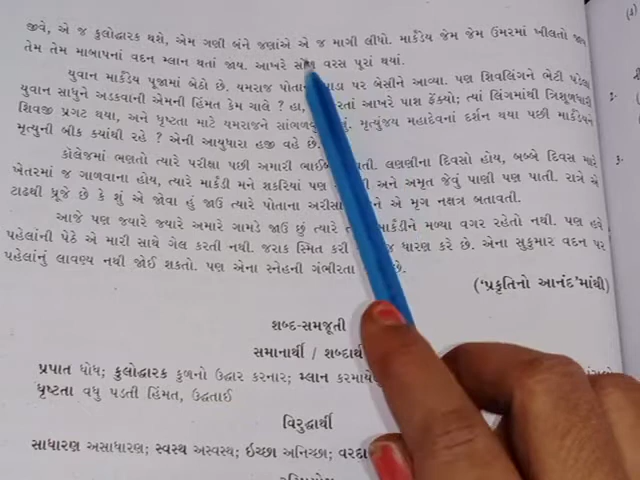 જીવે, એ જ કુલોદ્ધારક થશે, એમ ગણી બંને જણાંએ એ જ માગી લીધો. માર્કંડેય જેમ જેમ ઉંમરમાં ખીલતો જાય
તેમ તેમ માબાપનાં વદન મ્લાન થતાં જાય. આખરે સોળ વરસ પૂરાં થયાં.
યુવાન માર્કંડેય પૂજામાં બેઠો છે. યમરાજ પોતાના પાડા પર બેસીને આવ્યા. પણ શિવલિંગને ભેટી પડેલા
યુવાન સાધુને અડકવાની એમની હિંમત કેમ ચાલે ? હા, ડરતાં આખરે પાશ ફેંક્યો; ત્યાં લિંગમાંથી ત્રિશૂળધારી
શિવજી પ્રગટ થયા, અને ધૃષ્ટતા માટે યમરાજને સાંભળવું મૃત્યુંજય મહાદેવનાં દર્શન થયા પછી માર્કંડેયને
મૃત્યુની બીક ક્યાંથી રહે ? એની આયુધારા હજી વહે છે.
કૉલેજમાં ભણતો ત્યારે પરીક્ષા પછી અમારી લણણીના દિવસો હોય, બબ્બે દિવસ મારે
ખેતરમાં જ ગાળવાના હોય, ત્યારે માર્કંડી મને શકરિયાં પણ અને અમૃત જેવું પાણી પણ પાતી. રાત્રે એ
ટાઢથી ધ્રૂજે છે કે શું એ જોવા હું જાઉં ત્યારે પોતાના અરીસા એ મૃગ નક્ષત્ર બતાવતી.
આજે પણ જ્યારે જ્યારે અમારે ગામડે જાઉં છું ત્યારે માર્કંડીને મળ્યા વગર રહેતો નથી. પણ હવે
પહેલાંની પેઠે એ મારી સાથે ગેલ કરતી નથી. જરાક સ્મિત કરી જ ધારણ કરે છે. એના સુકુમાર વદન પર
પહેલાંનું લાવણ્ય નથી જોઈ શકતો. પણ એના સ્નેહની ગંભીરતા છે.
('પ્રકૃતિનો આનંદ'માંથી)
શબ્દ-સમજૂતી
સમાનાર્થી / શબ્દાર્થ
પ્રપાત ધોધ; કુલોદ્ધારક કુળનો ઉદ્ધાર કરનાર; મ્લાન
ધૃષ્ટતા વધુ પડતી હિંમત, ઉદ્ધતાઈ
વિરુદ્ધાર્થી
સાધારણ અસાધારણ; સ્વસ્થ અસ્વસ્થ; ઇચ્છા અનિચ્છા;